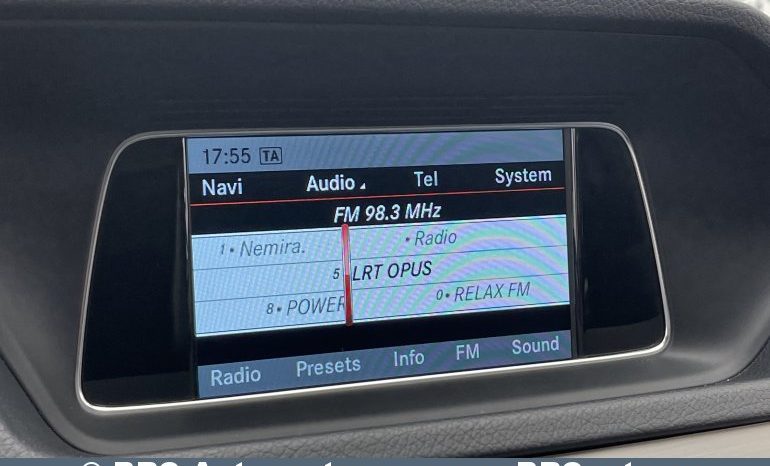 17:55 TA
Navi Audio Tel System
FM 98.3 MHz
1• Nemira. • Radio
5 LRT OPUS
8• POWER 0• RELAX FM
Radio Presets Info FM Sound